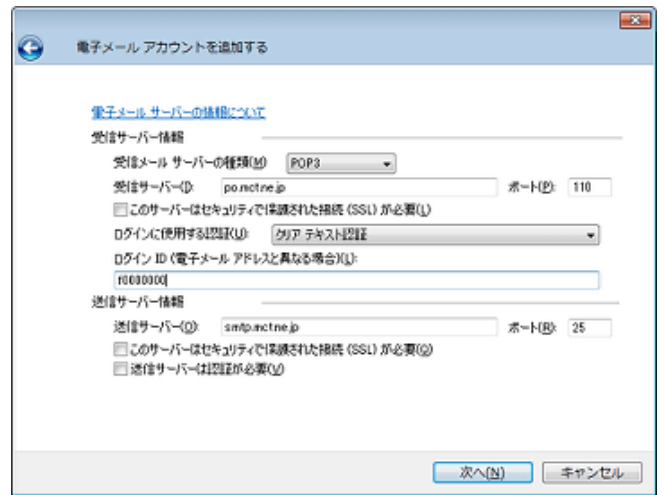 電子メール アカウントを追加する
電子メール サーバーの情報について
受信サーバー情報
受信メール サーバーの種類(M) POP3
受信サーバー(I): po.mctne.jp ポート(P): 110
このサーバーはセキュリティで保護された接続 (SSL) が必要(L)
ログインに使用する認証(U): クリア テキスト認証
ログイン ID (電子メール アドレスと異なる場合)(L):
f0000000
送信サーバー情報
送信サーバー(O): smtp.mctne.jp ポート(R): 25
このサーバーはセキュリティで保護された接続 (SSL) が必要(Q)
送信サーバーは認証が必要(V)
次へ(N) キャンセル